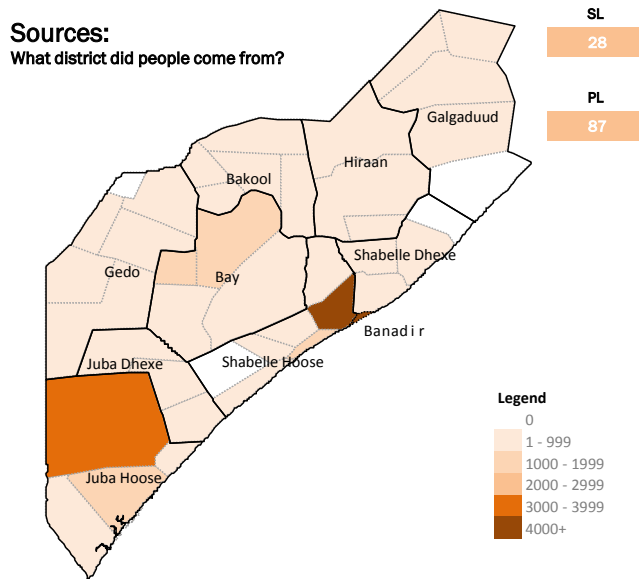 Sources:
What district did people come from?
SL
28
PL
87
Galgaduud
Hiraan
Bakool
Shabelle Dhexe
Gedo
Bay
Banadir
Juba Dhexe
Shabelle Hoose
Juba Hoose
Legend
0
1 - 999
1000 - 1999
2000 - 2999
3000 - 3999
4000+